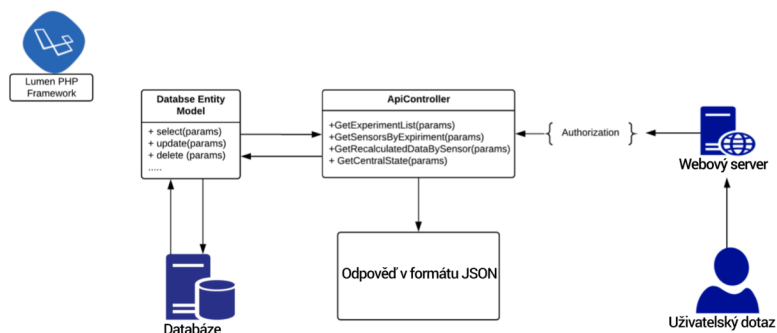 Lumen PHP
Framework
Databse Entity
Model
+ select(params)
+ update(params)
+ delete (params)
.....
ApiController
+GetExperimentList(params)
+GetSensorsByExpiriment(params)
+GetRecalculatedDataBySensor(params)
+ GetCentralState(params)
{ Authorization }
Webový server
Odpověď v formátu JSON
Databáze
Uživatelský dotaz